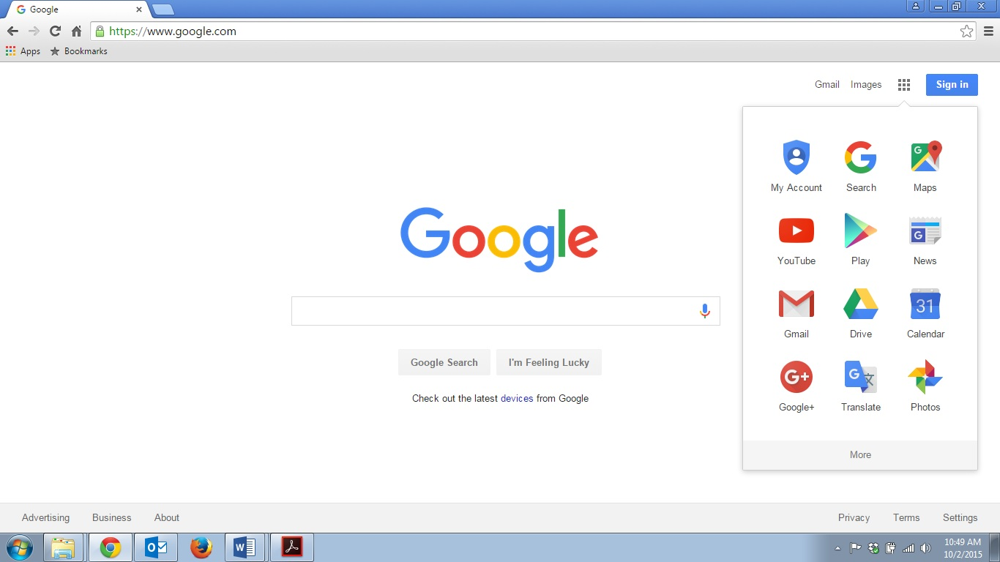 Google
https://www.google.com
Apps Bookmarks
Gmail Images Sign in
My Account Search Maps
YouTube Play News
31
Gmail Drive Calendar
G+
Google+ Translate Photos
More
Google
Google Search I'm Feeling Lucky
Check out the latest devices from Google
Advertising Business About Privacy Terms Settings
10:49 AM
10/2/2015